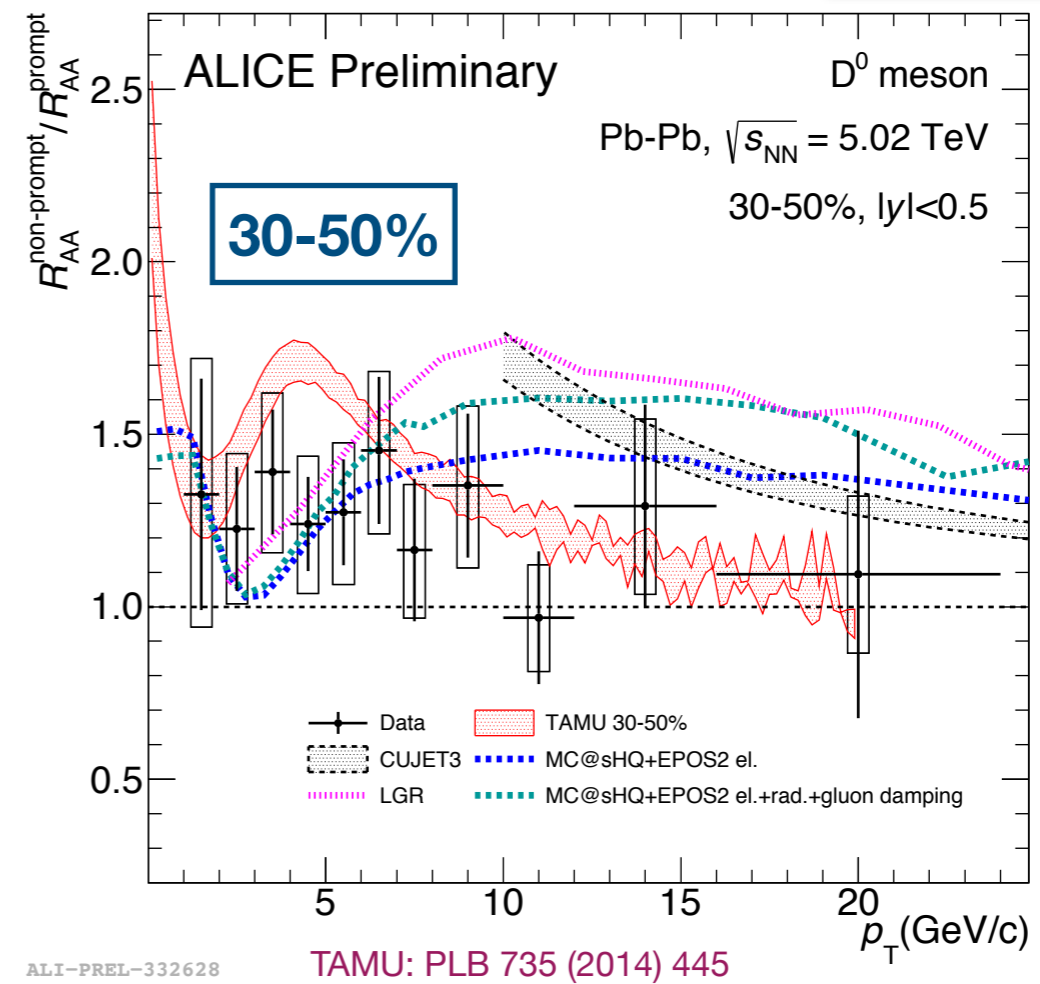 R_AA^non-prompt / R_AA^prompt
ALICE Preliminary
D⁰ meson
Pb-Pb, √s_NN = 5.02 TeV
30-50%, |y|<0.5
30-50%
2.5
2.0
1.5
1.0
0.5
Data
TAMU 30-50%
CUJET3
MC@sHQ+EPOS2 el.
LGR
MC@sHQ+EPOS2 el.+rad.+gluon damping
5 10 15 20
p_T (GeV/c)
ALI-PREL-332628
TAMU: PLB 735 (2014) 445